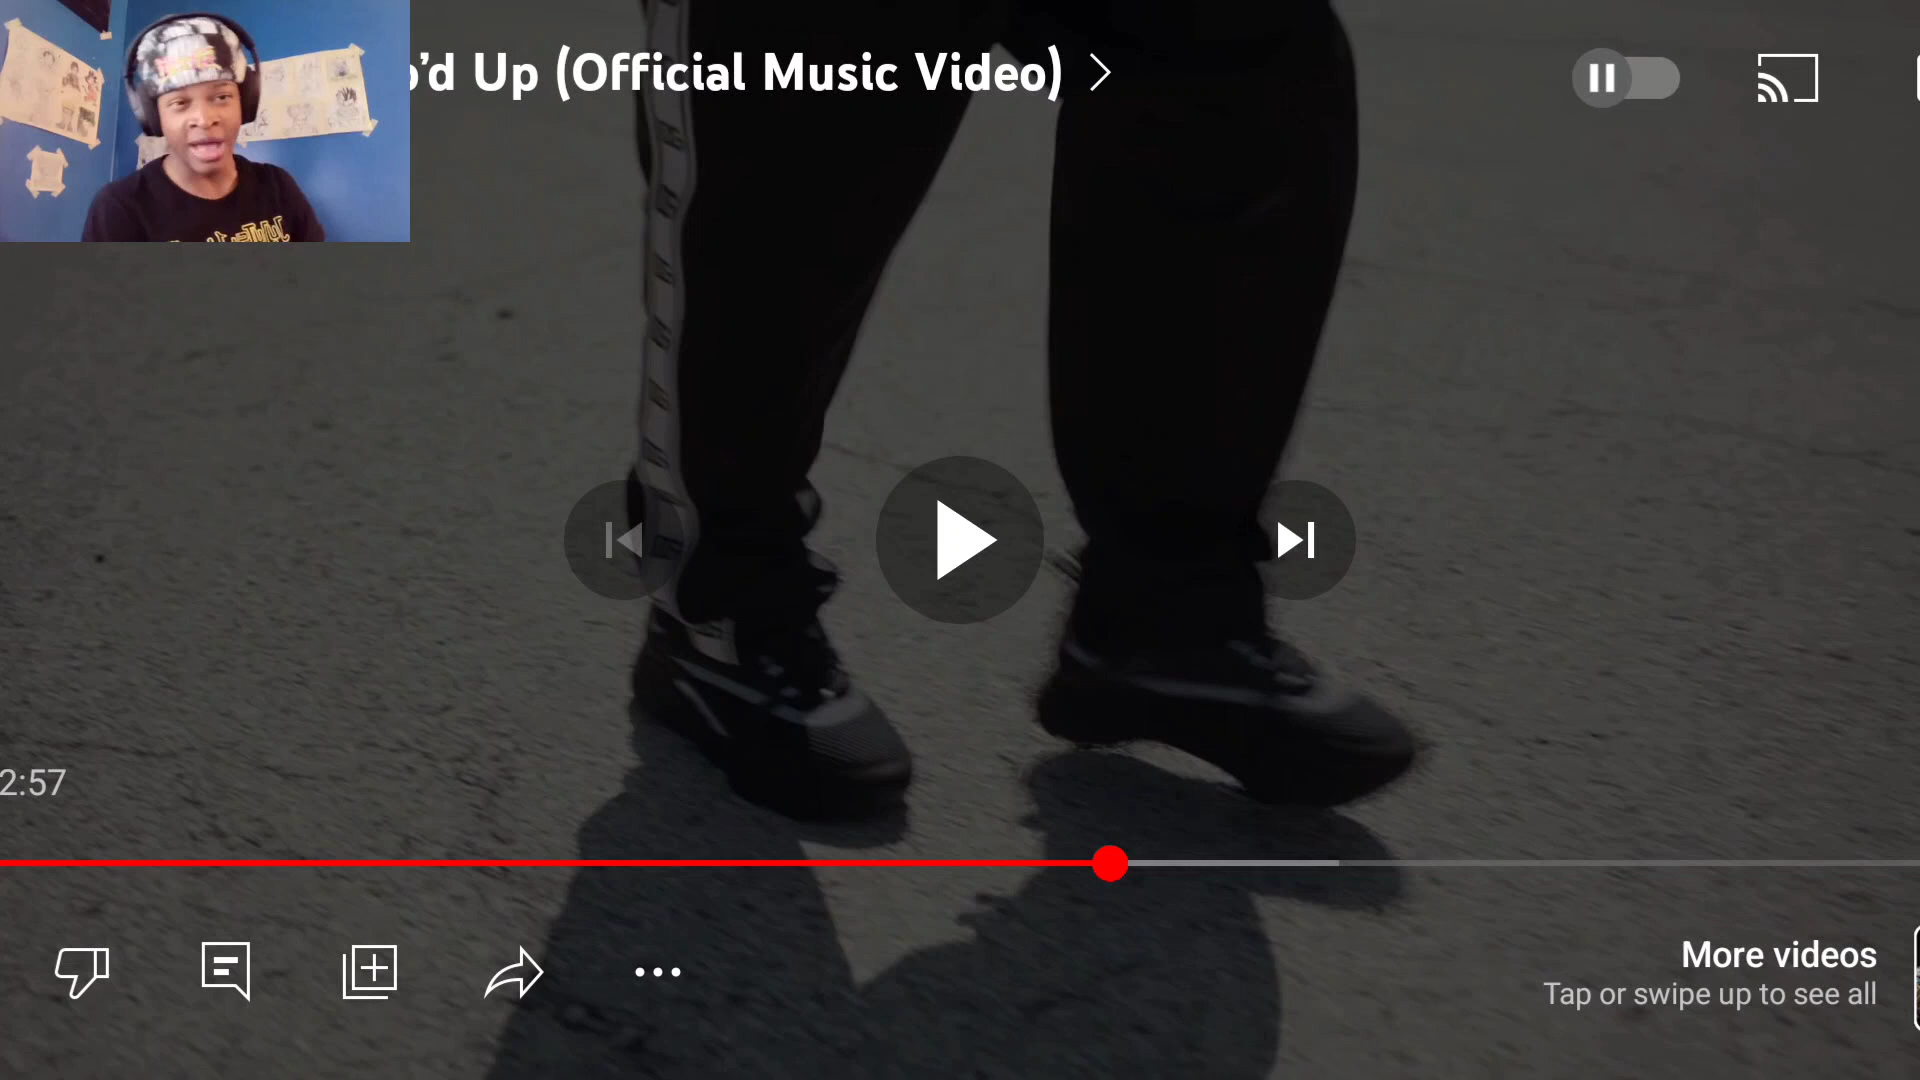 'd Up (Official Music Video)
2:57
More videos
Tap or swipe up to see all